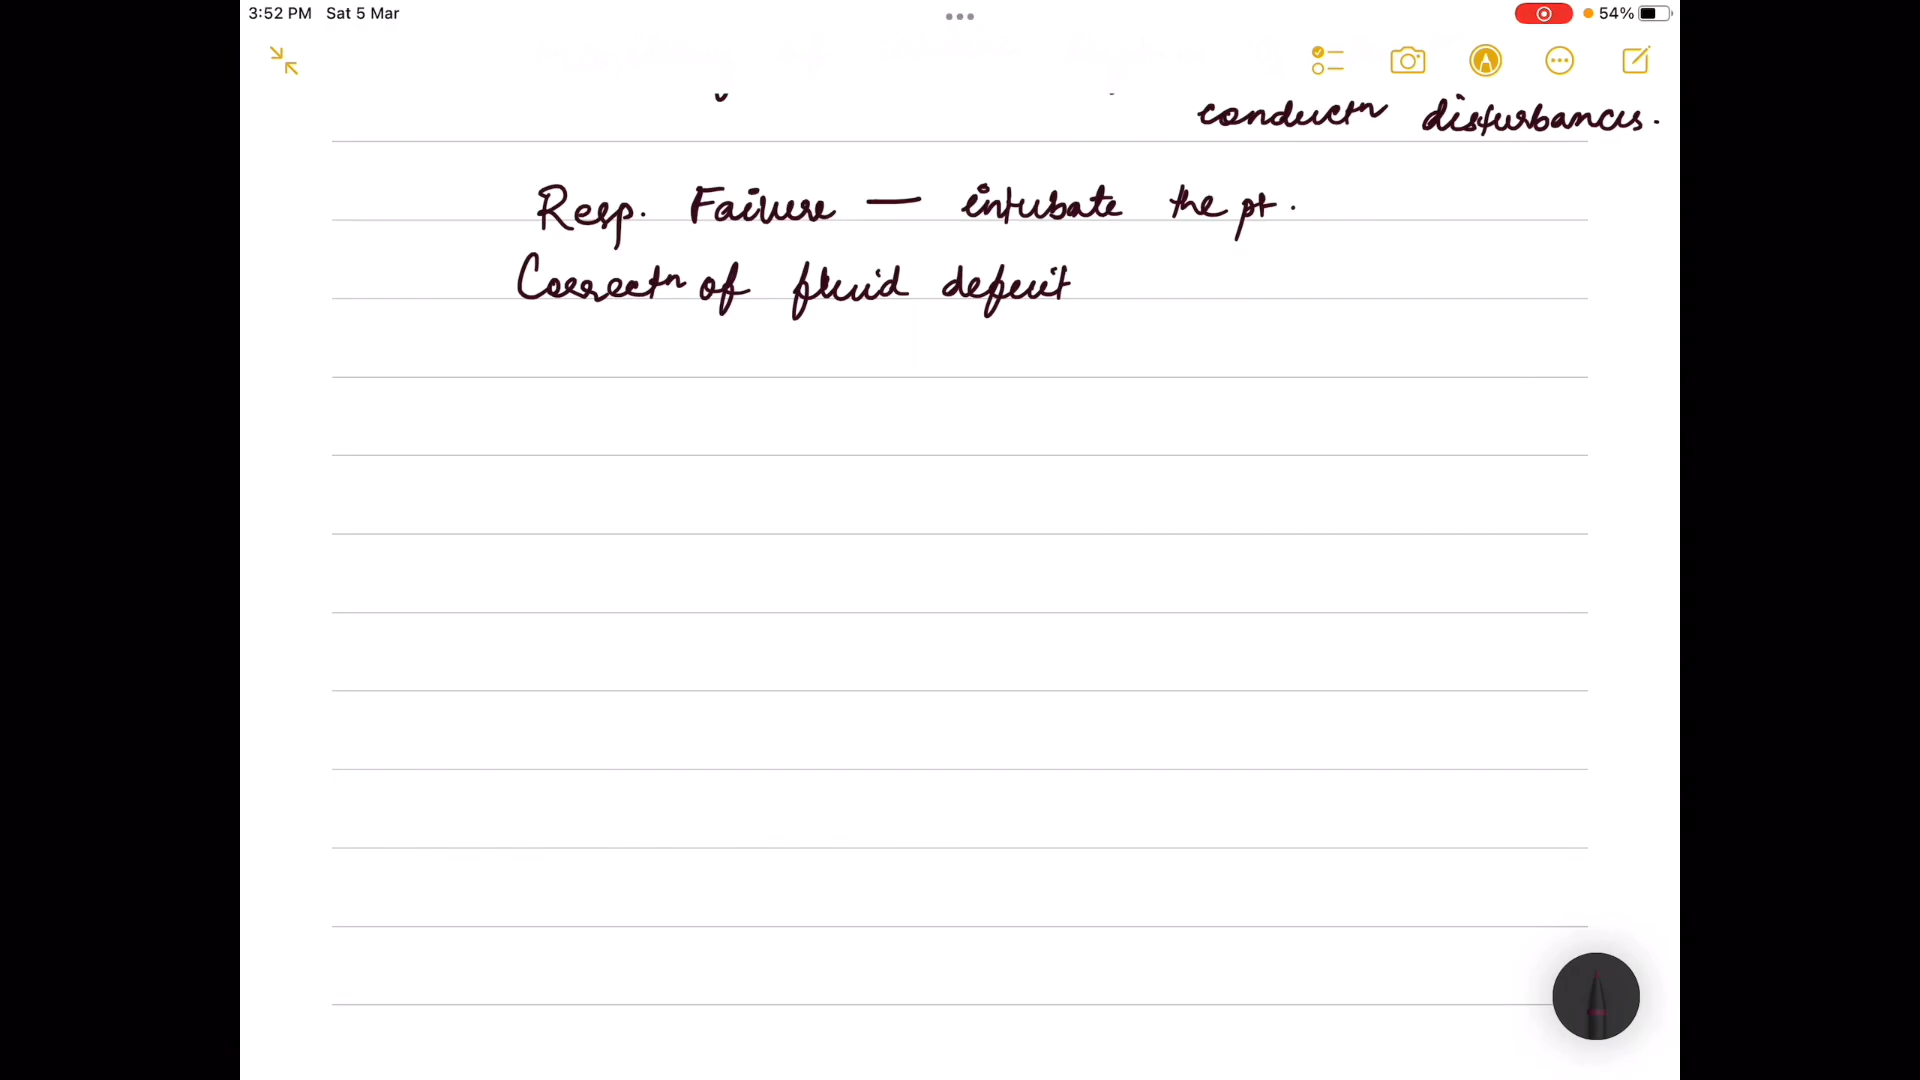 3:52 PM Sat 5 Mar
54%
conductn disturbances.
Resp. Failure — intubate the pt.
Correctn of fluid deficit